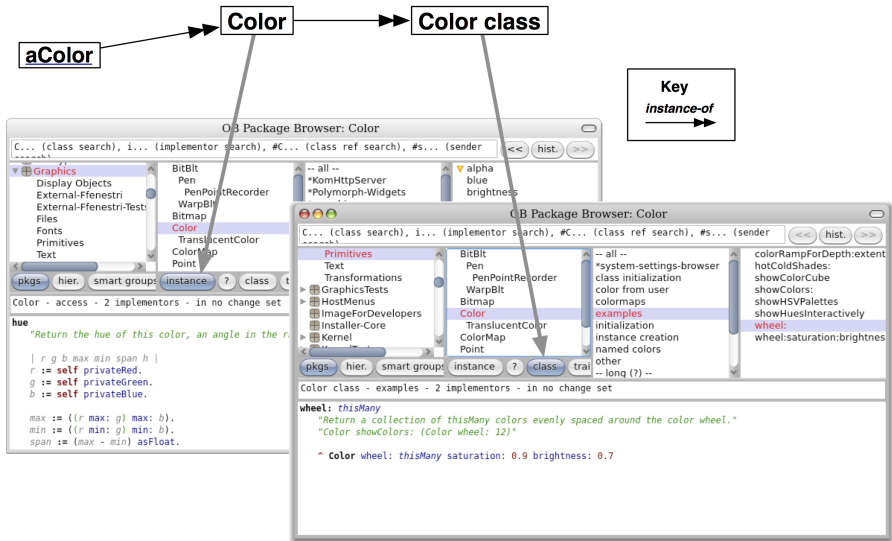 Color
Color class
aColor
Key
instance-of
OB Package Browser: Color
C... (class search), i... (implementor search), #C... (class ref search), #s... (sender
<<
hist.
>>
Graphics
Display Objects
External-Ffenestri
External-Ffenestri-Tests
Files
Fonts
Primitives
Text
BitBlt
Pen
PenPointRecorder
WarpBlt
Bitmap
Color
TranslucentColor
ColorMap
Point
-- all --
*KomHttpServer
*Polymorph-Widgets
alpha
blue
brightness
pkgs
hier.
smart groups
instance
?
class
t
Color - access - 2 implementors - in no change set
hue
"Return the hue of this color, an angle in the r
| r g b max min span h |
r := self privateRed.
g := self privateGreen.
b := self privateBlue.
max := ((r max: g) max: b).
min := ((r min: g) min: b).
span := (max - min) asFloat.
OB Package Browser: Color
C... (class search), i... (implementor search), #C... (class ref search), #s... (sender
<<
hist.
>>
Primitives
Text
Transformations
GraphicsTests
HostMenus
ImageForDevelopers
Installer-Core
Kernel
BitBlt
Pen
PenPointRecorder
WarpBlt
Bitmap
Color
TranslucentColor
ColorMap
Point
-- all --
*system-settings-browser
class initialization
color from user
colormaps
examples
initialization
instance creation
named colors
other
-- long (?) --
colorRampForDepth:extent
hotColdShades:
showColorCube
showColors:
showHSVPalettes
showHuesInteractively
wheel:
wheel:saturation:brightnes
pkgs
hier.
smart groups
instance
?
class
trai
Color class - examples - 2 implementors - in no change set
wheel: thisMany
"Return a collection of thisMany colors evenly spaced around the color wheel."
"Color showColors: (Color wheel: 12)"
^ Color wheel: thisMany saturation: 0.9 brightness: 0.7